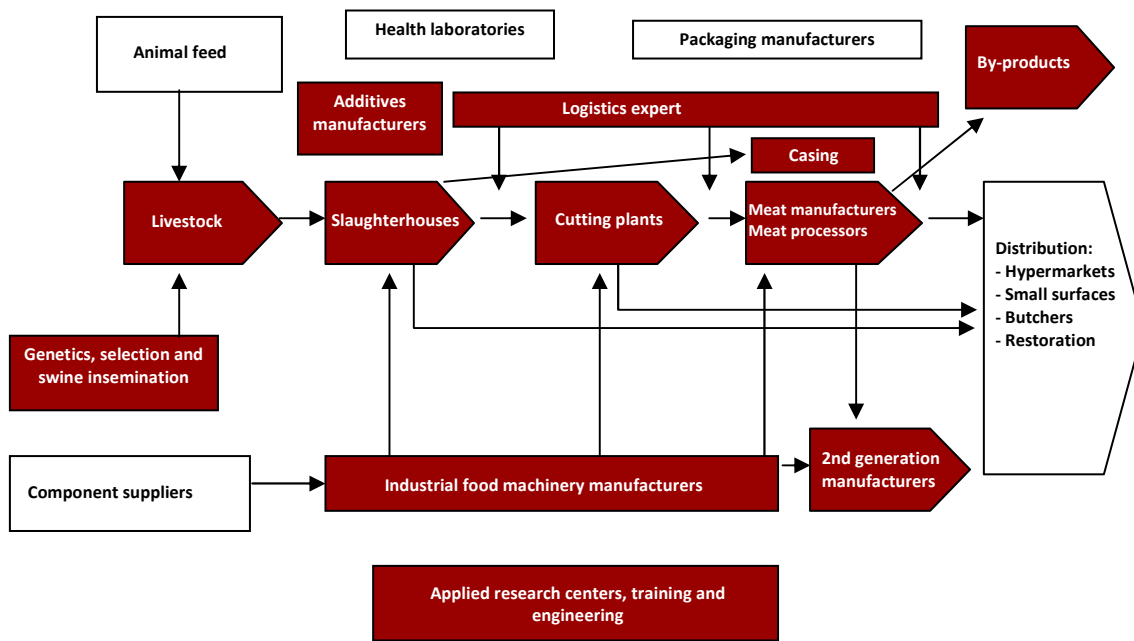 Health laboratories
Packaging manufacturers
Animal feed
By-products
Additives
manufacturers
Logistics expert
Casing
Livestock
Slaughterhouses
Cutting plants
Meat manufacturers
Meat processors
Distribution:
- Hypermarkets
- Small surfaces
- Butchers
- Restoration
Genetics, selection and
swine insemination
Component suppliers
Industrial food machinery manufacturers
2nd generation
manufacturers
Applied research centers, training and
engineering